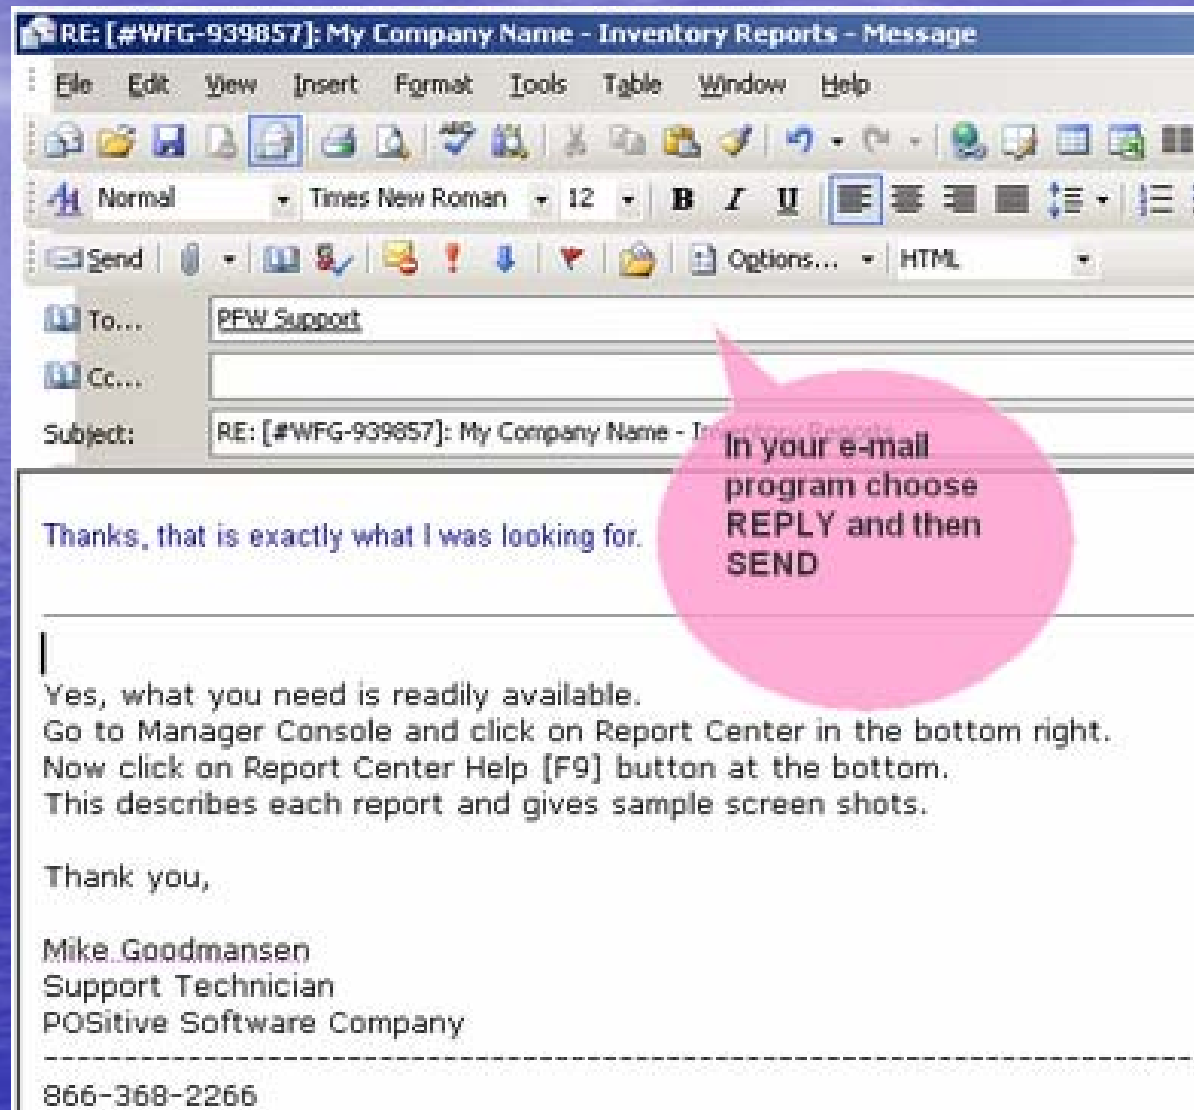 RE: [#WFG-939857]: My Company Name - Inventory Reports - Message
File Edit View Insert Format Tools Table Window Help
Normal Times New Roman 12 B I U
Send Options... HTML
To... PFW Support
Cc...
Subject: RE: [#WFG-939857]: My Company Name - Inventory Reports
In your e-mail
program choose
REPLY and then
SEND
Thanks, that is exactly what I was looking for.
Yes, what you need is readily available.
Go to Manager Console and click on Report Center in the bottom right.
Now click on Report Center Help [F9] button at the bottom.
This describes each report and gives sample screen shots.
Thank you,
Mike Goodmansen
Support Technician
POSitive Software Company
--------------------------------------------------------------------------------
866-368-2266